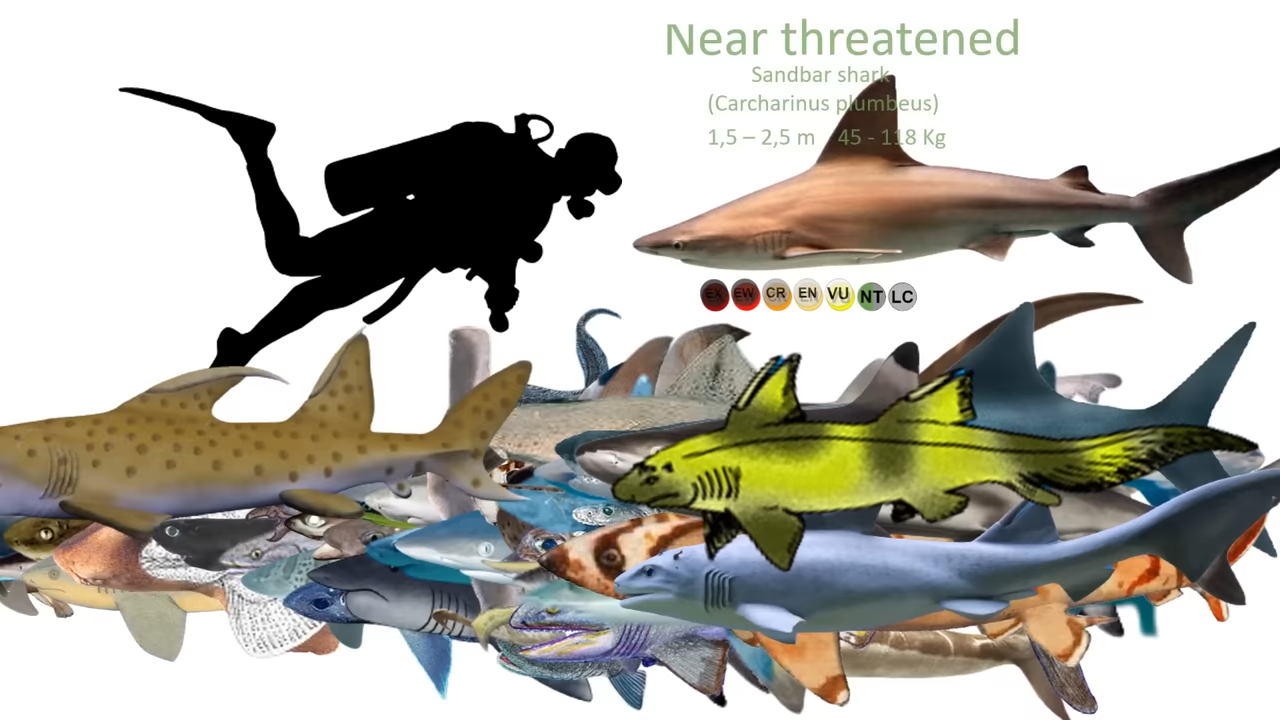 Near threatened
Sandbar shark
(Carcharinus plumbeus)
1,5 – 2,5 m 45 - 118 Kg
EX EW CR EN VU NT LC